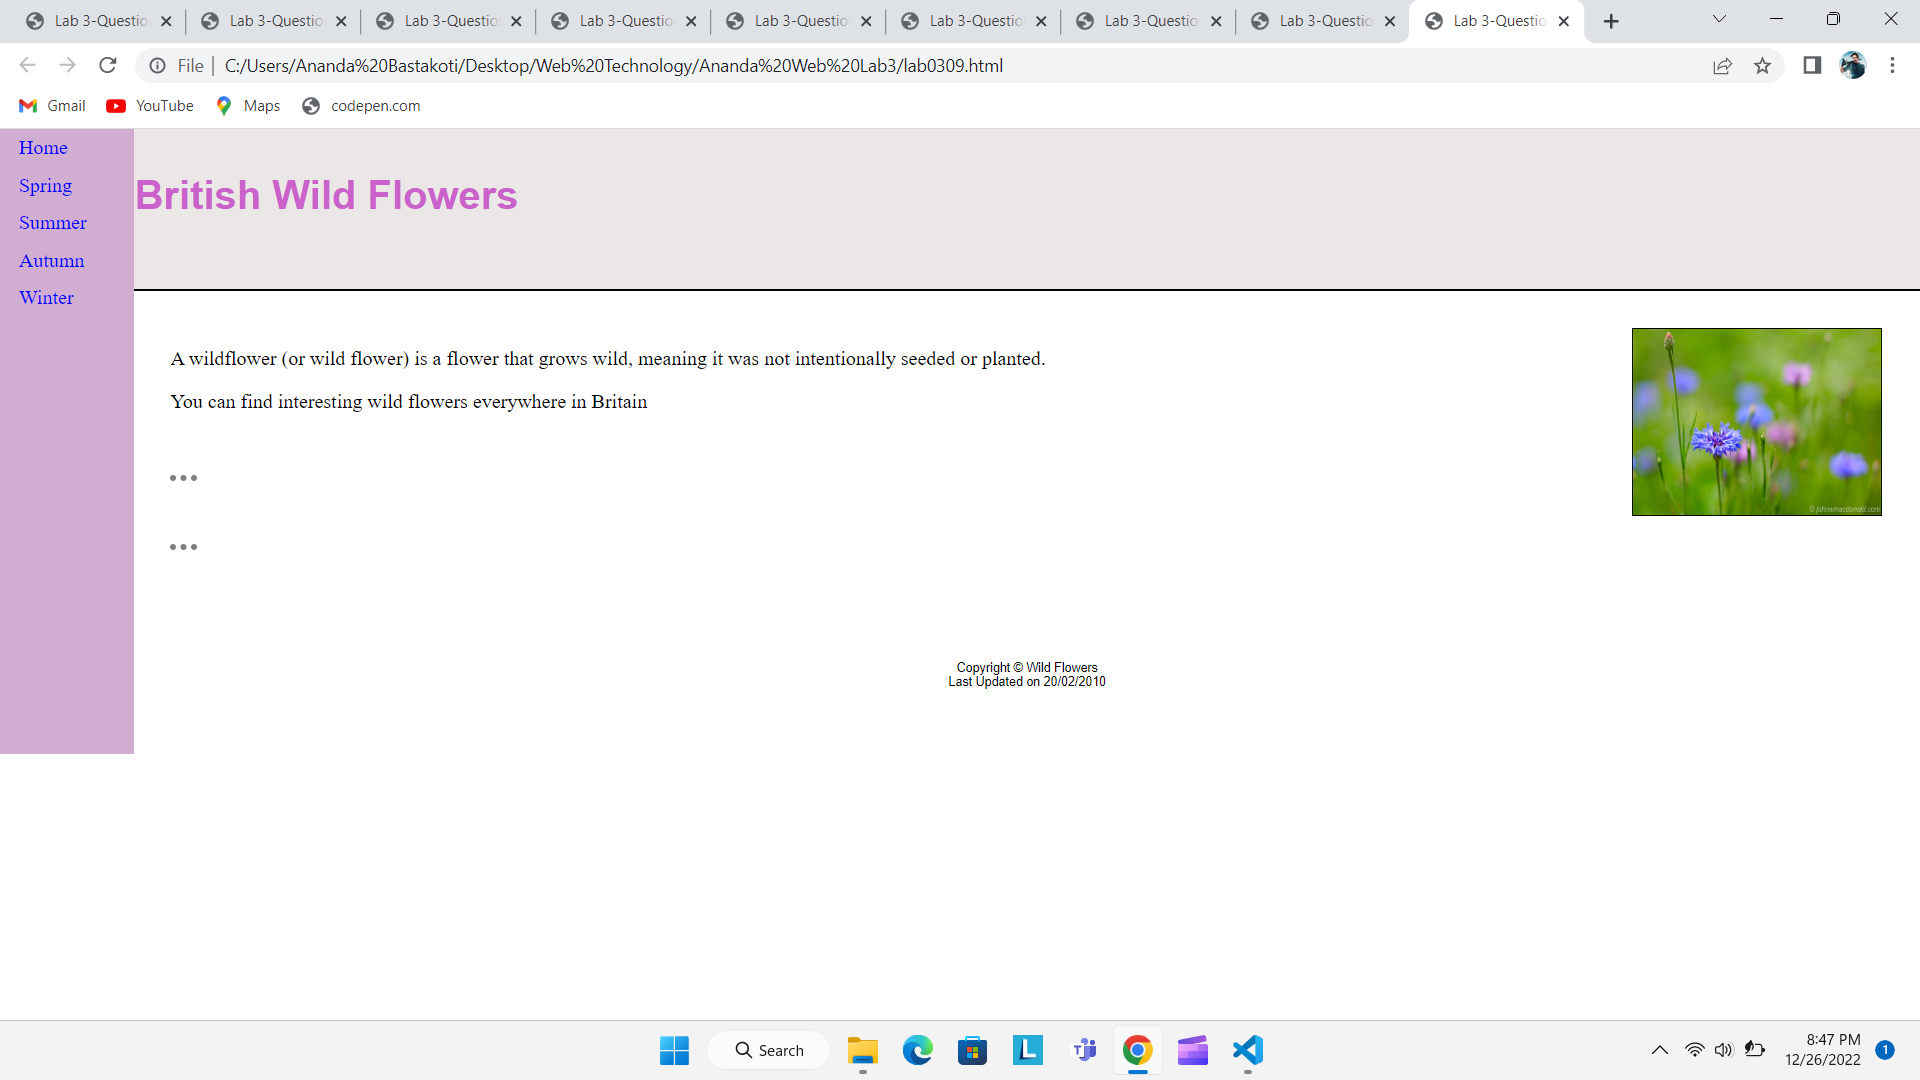 Lab 3-Questio Lab 3-Questio Lab 3-Questio Lab 3-Questio Lab 3-Questio Lab 3-Questio Lab 3-Questio Lab 3-Questio Lab 3-Questio
File | C:/Users/Ananda%20Bastakoti/Desktop/Web%20Technology/Ananda%20Web%20Lab3/lab0309.html
Gmail YouTube Maps codepen.com
Home
Spring
Summer
Autumn
Winter
British Wild Flowers
A wildflower (or wild flower) is a flower that grows wild, meaning it was not intentionally seeded or planted.
You can find interesting wild flowers everywhere in Britain
...
...
© johnwmacdonald.com
Copyright © Wild Flowers
Last Updated on 20/02/2010
Search
8:47 PM
12/26/2022
1